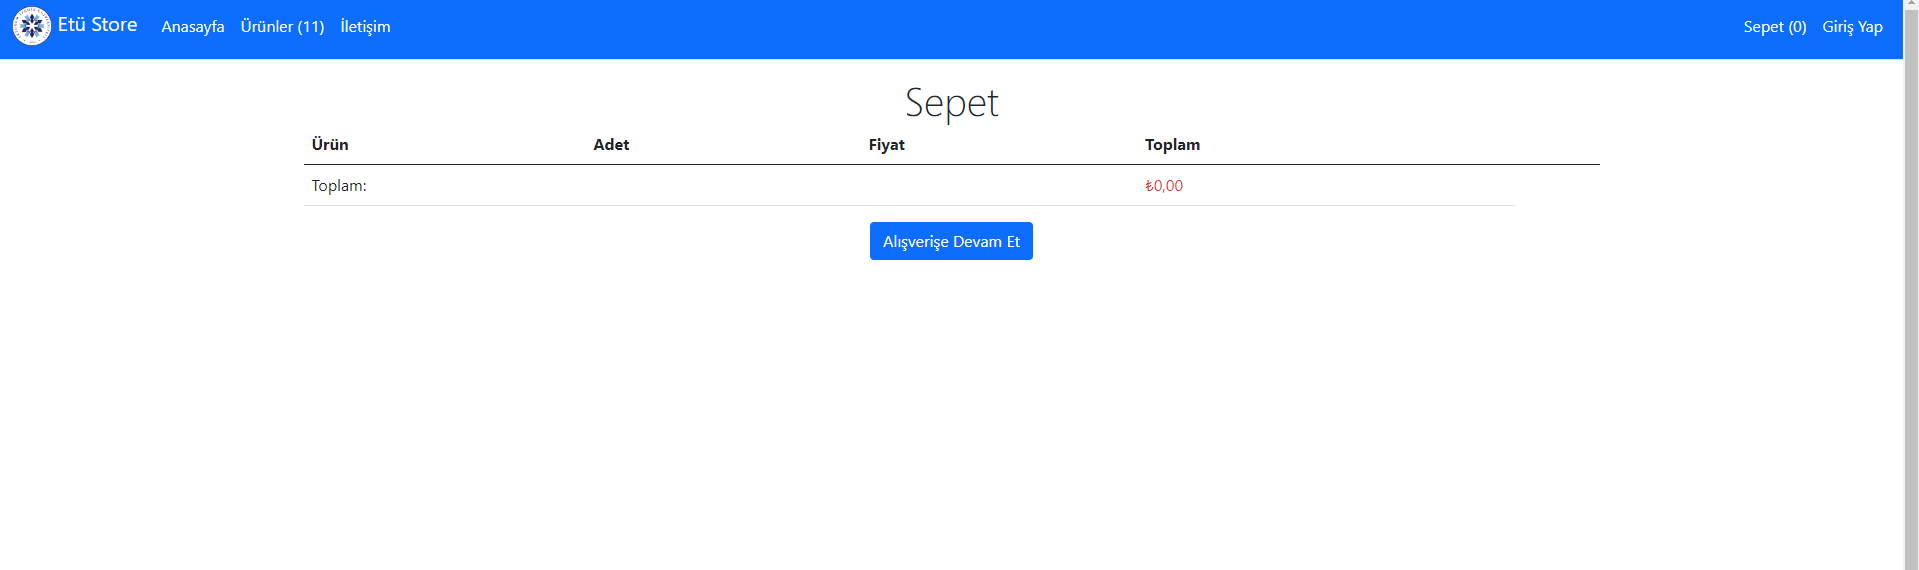 Etü Store Anasayfa Ürünler (11) İletişim Sepet (0) Giriş Yap
Sepet
Ürün Adet Fiyat Toplam
Toplam: ₺0,00
Alışverişe Devam Et